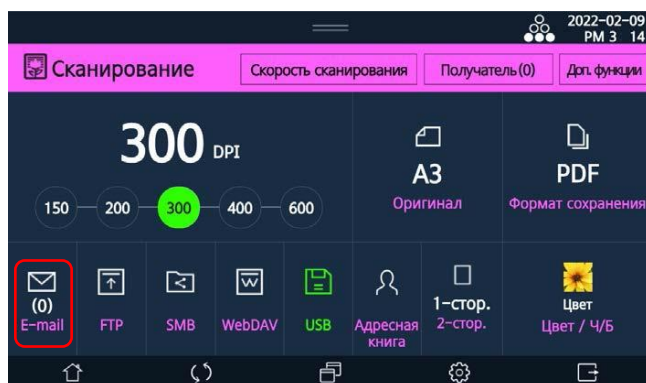 2022-02-09
PM 3 14
Сканирование
Скорость сканирования
Получатель(0)
Доп. функции
300 DPI
150
200
300
400
600
A3
Оригинал
PDF
Формат сохранения
(0)
E-mail
FTP
SMB
W
WebDAV
USB
Адресная
книга
1-стор.
2-стор.
Цвет
Цвет / Ч/Б